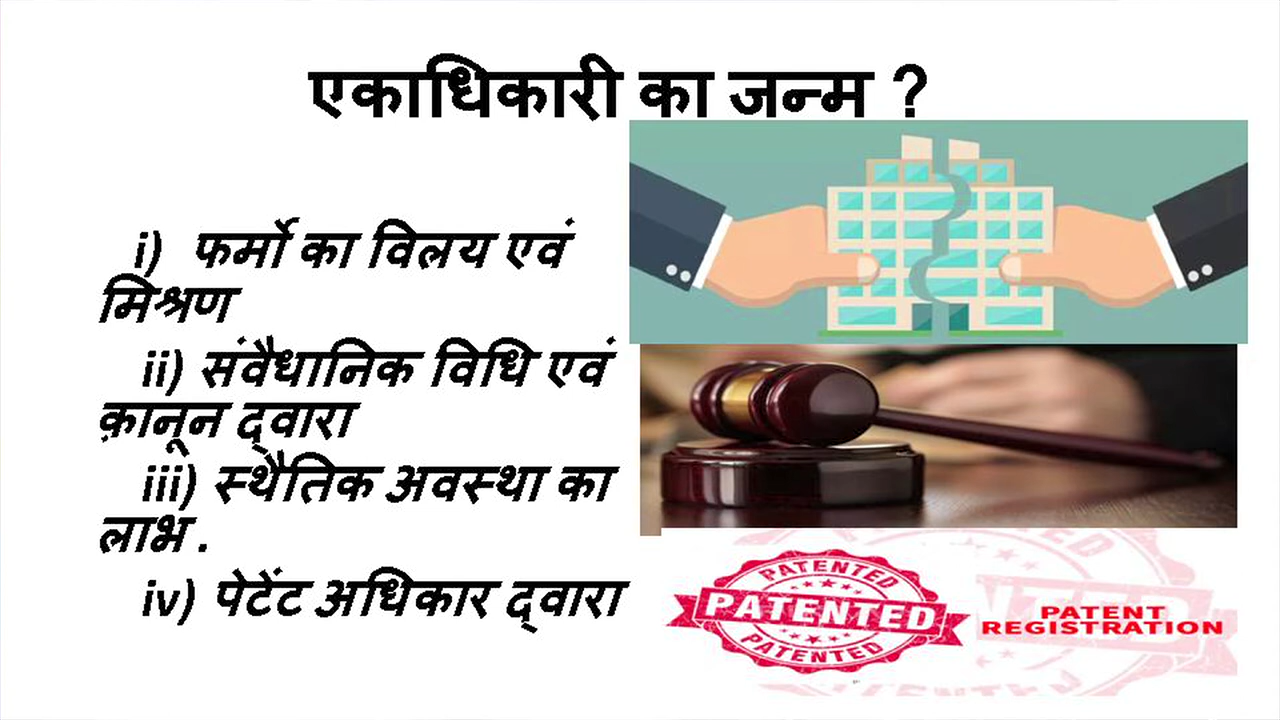 एकाधिकारी का जन्म ?
i) फर्मो का विलय एवं
मिश्रण
ii) संवैधानिक विधि एवं
क़ानून द्वारा
iii) स्थैतिक अवस्था का
लाभ .
iv) पेटेंट अधिकार द्वारा
PATENTED
PATENTED
PATENTED
PATENT
REGISTRATION